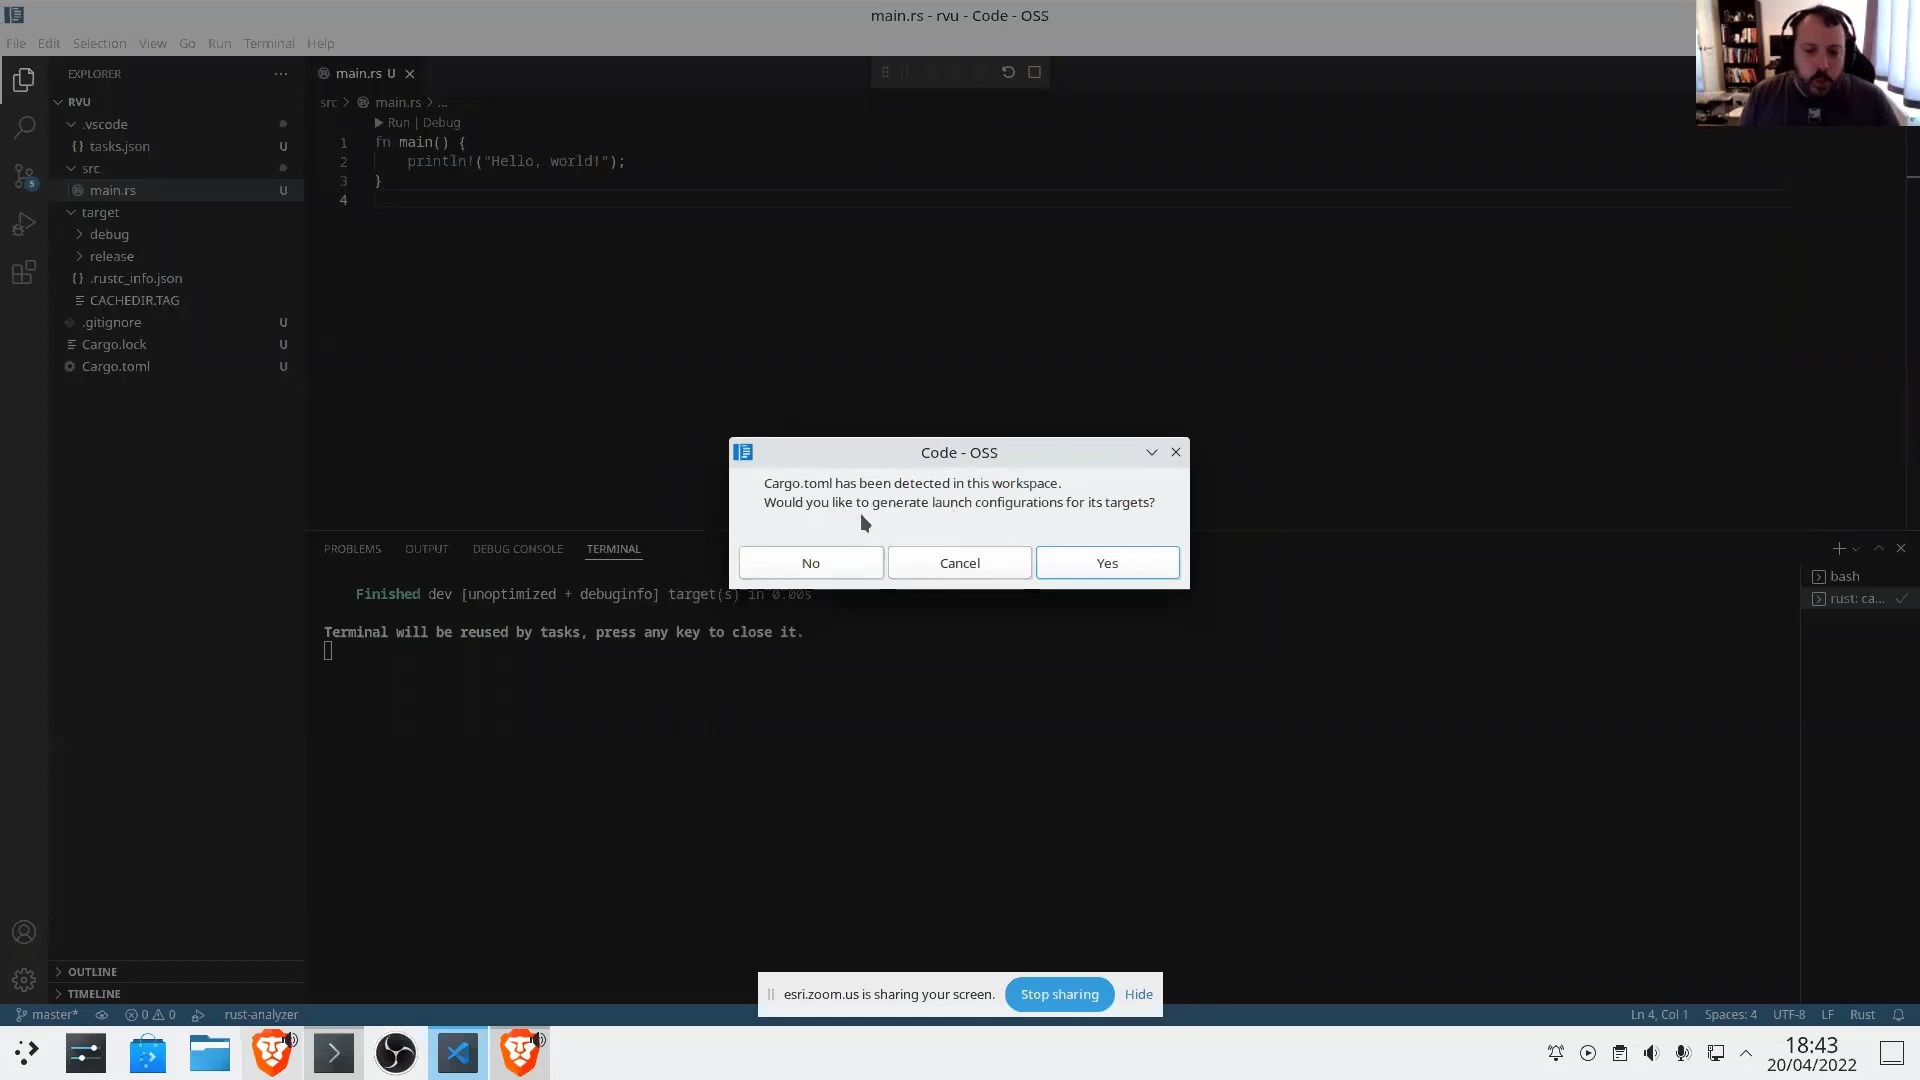 main.rs - rvu - Code - OSS
File Edit Selection View Go Run Terminal Help
EXPLORER
RVU
.vscode
tasks.json U
src
main.rs U
target
debug
release
.rustc_info.json
CACHEDIR.TAG
.gitignore U
Cargo.lock U
Cargo.toml U
OUTLINE
TIMELINE
main.rs U
src > main.rs > ...
Run | Debug
1 fn main() {
2 println!("Hello, world!");
3 }
4
Code - OSS
Cargo.toml has been detected in this workspace.
Would you like to generate launch configurations for its targets?
No Cancel Yes
PROBLEMS OUTPUT DEBUG CONSOLE TERMINAL
Finished dev [unoptimized + debuginfo] target(s) in 0.00s
Terminal will be reused by tasks, press any key to close it.
bash
rust: ca...
esri.zoom.us is sharing your screen. Stop sharing Hide
5
master* 0 0 rust-analyzer
Ln 4, Col 1 Spaces: 4 UTF-8 LF Rust
18:43
20/04/2022